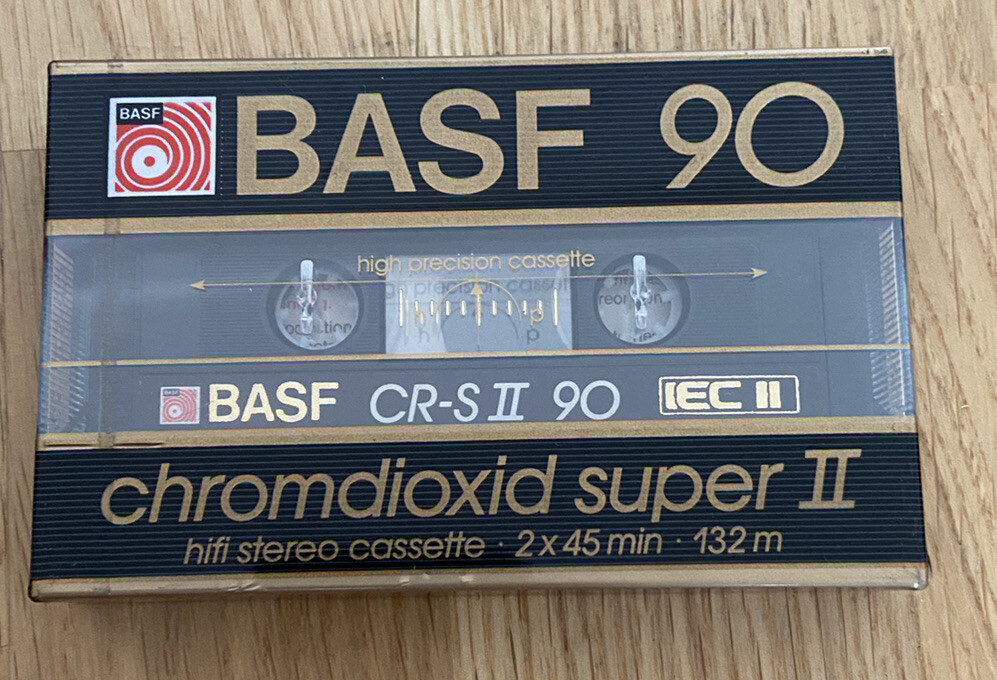 BASF
BASF 90
high precision cassette
BASF
BASF CR-S II 90 IEC II
chromdioxid super II
hifi stereo cassette · 2 x 45 min · 132 m